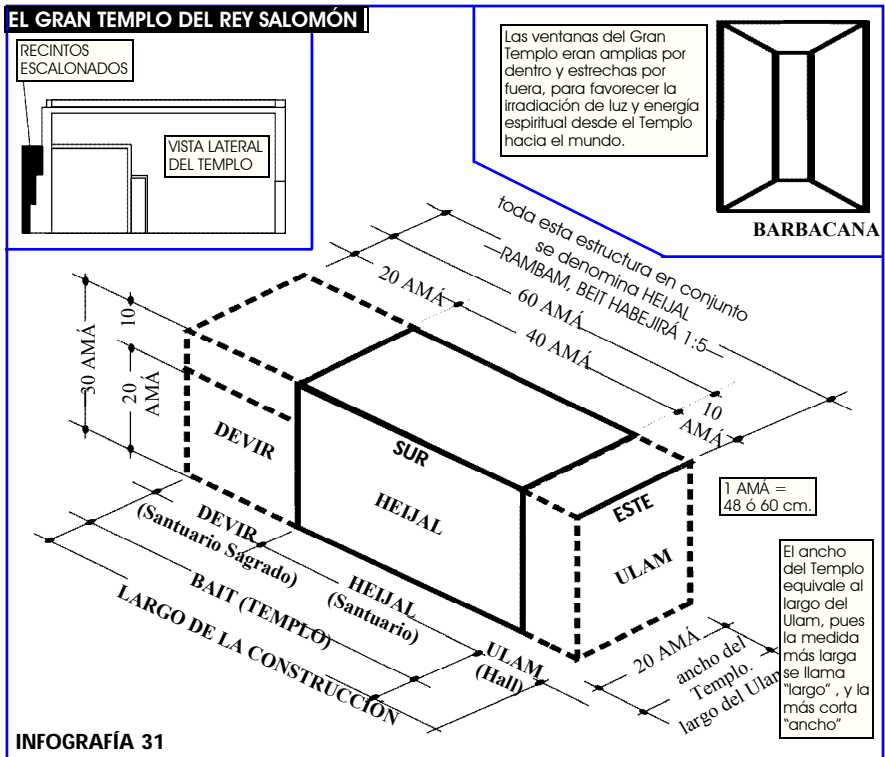 EL GRAN TEMPLO DEL REY SALOMÓN
RECINTOS
ESCALONADOS
VISTA LATERAL
DEL TEMPLO
Las ventanas del Gran
Templo eran amplias por
dentro y estrechas por
fuera, para favorecer la
irradiación de luz y energía
espiritual desde el Templo
hacia el mundo.
BARBACANA
toda esta estructura en conjunto
se denomina HEIJAL
—RAMBAM, BEIT HABEJIRÁ 1:5—
20 AMÁ
60 AMÁ
40 AMÁ
10
AMÁ
30 AMÁ
10
20
AMÁ
DEVIR
SUR
HEIJAL
ESTE
ULAM
1 AMÁ =
48 ó 60 cm.
DEVIR
(Santuario Sagrado)
HEIJAL
(Santuario)
BAIT (TEMPLO)
ULAM
(Hall)
LARGO DE LA CONSTRUCCIÓN
20 AMÁ
ancho del
Templo.
largo del Ulam
El ancho
del Templo
equivale al
largo del
Ulam, pues
la medida
más larga
se llama
"largo" , y la
más corta
"ancho"
INFOGRAFÍA 31